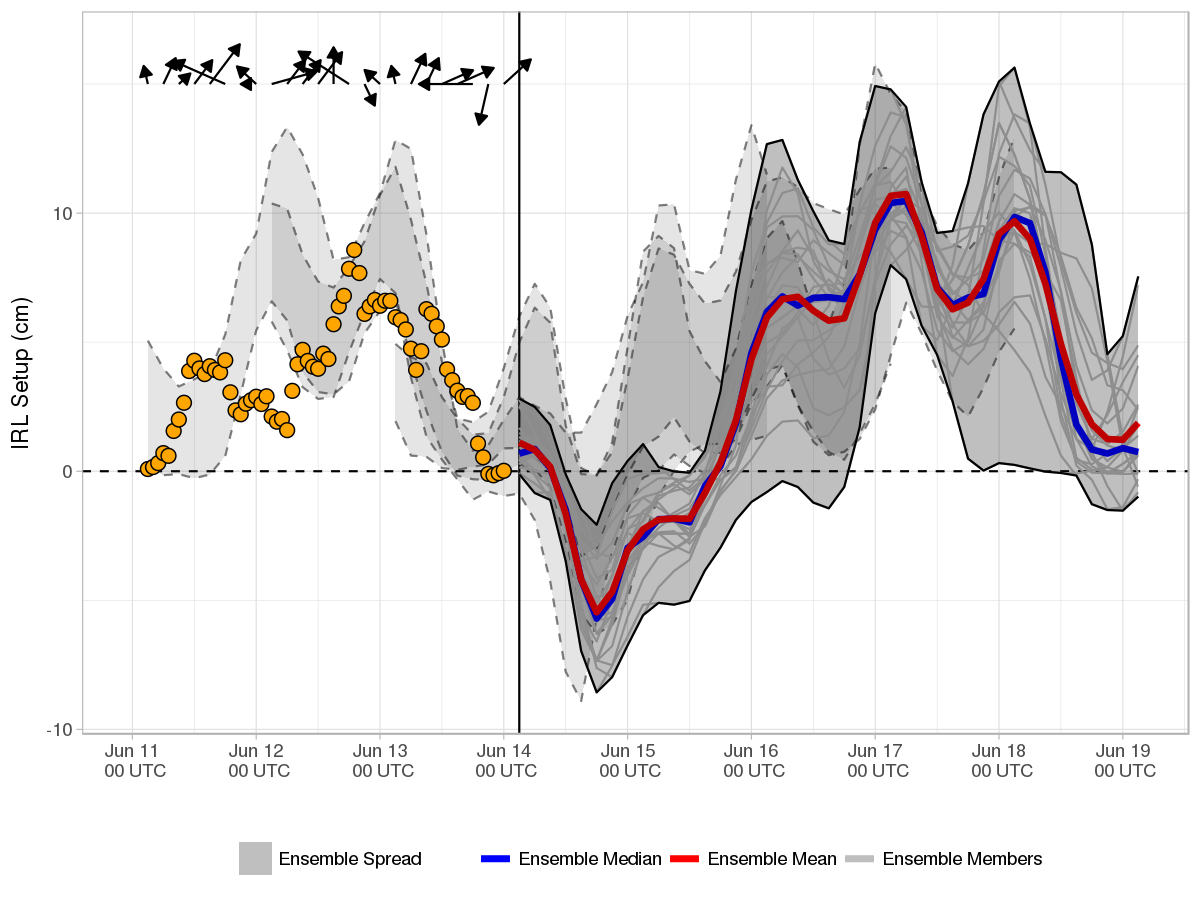 IRL Setup (cm)
10
0
-10
Jun 11
00 UTC
Jun 12
00 UTC
Jun 13
00 UTC
Jun 14
00 UTC
Jun 15
00 UTC
Jun 16
00 UTC
Jun 17
00 UTC
Jun 18
00 UTC
Jun 19
00 UTC
Ensemble Spread
Ensemble Median
Ensemble Mean
Ensemble Members